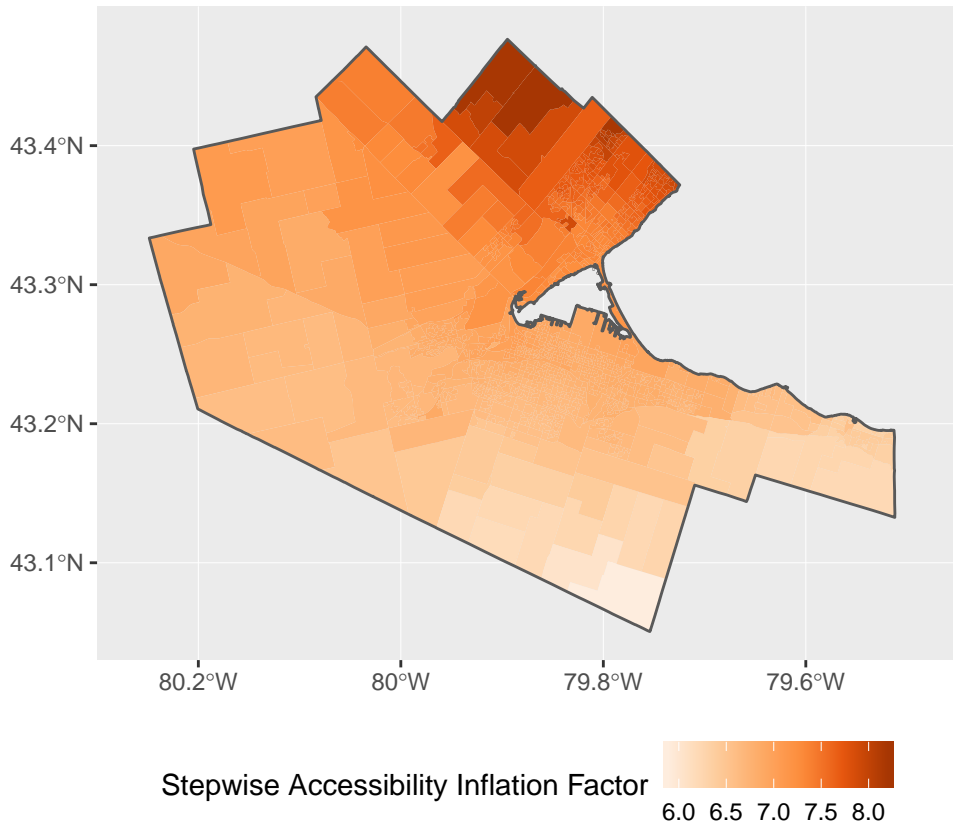 43.4°N
43.3°N
43.2°N
43.1°N
80.2°W 80°W 79.8°W 79.6°W
Stepwise Accessibility Inflation Factor
6.0 6.5 7.0 7.5 8.0